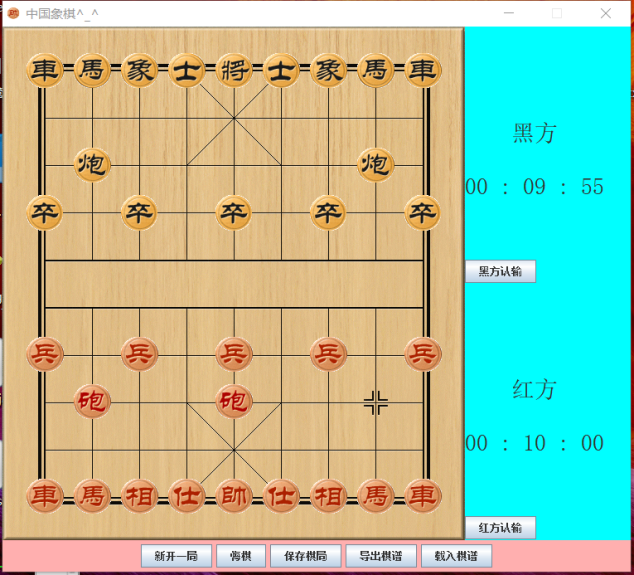 中国象棋^_^
車 馬 象 士 將 士 象 馬 車
炮 炮
卒 卒 卒 卒 卒
兵 兵 兵 兵 兵
砲 砲
車 馬 相 仕 帥 仕 相 馬 車
黑方
00 : 09 : 55
黑方认输
红方
00 : 10 : 00
红方认输
新开一局 悔棋 保存棋局 导出棋谱 载入棋谱